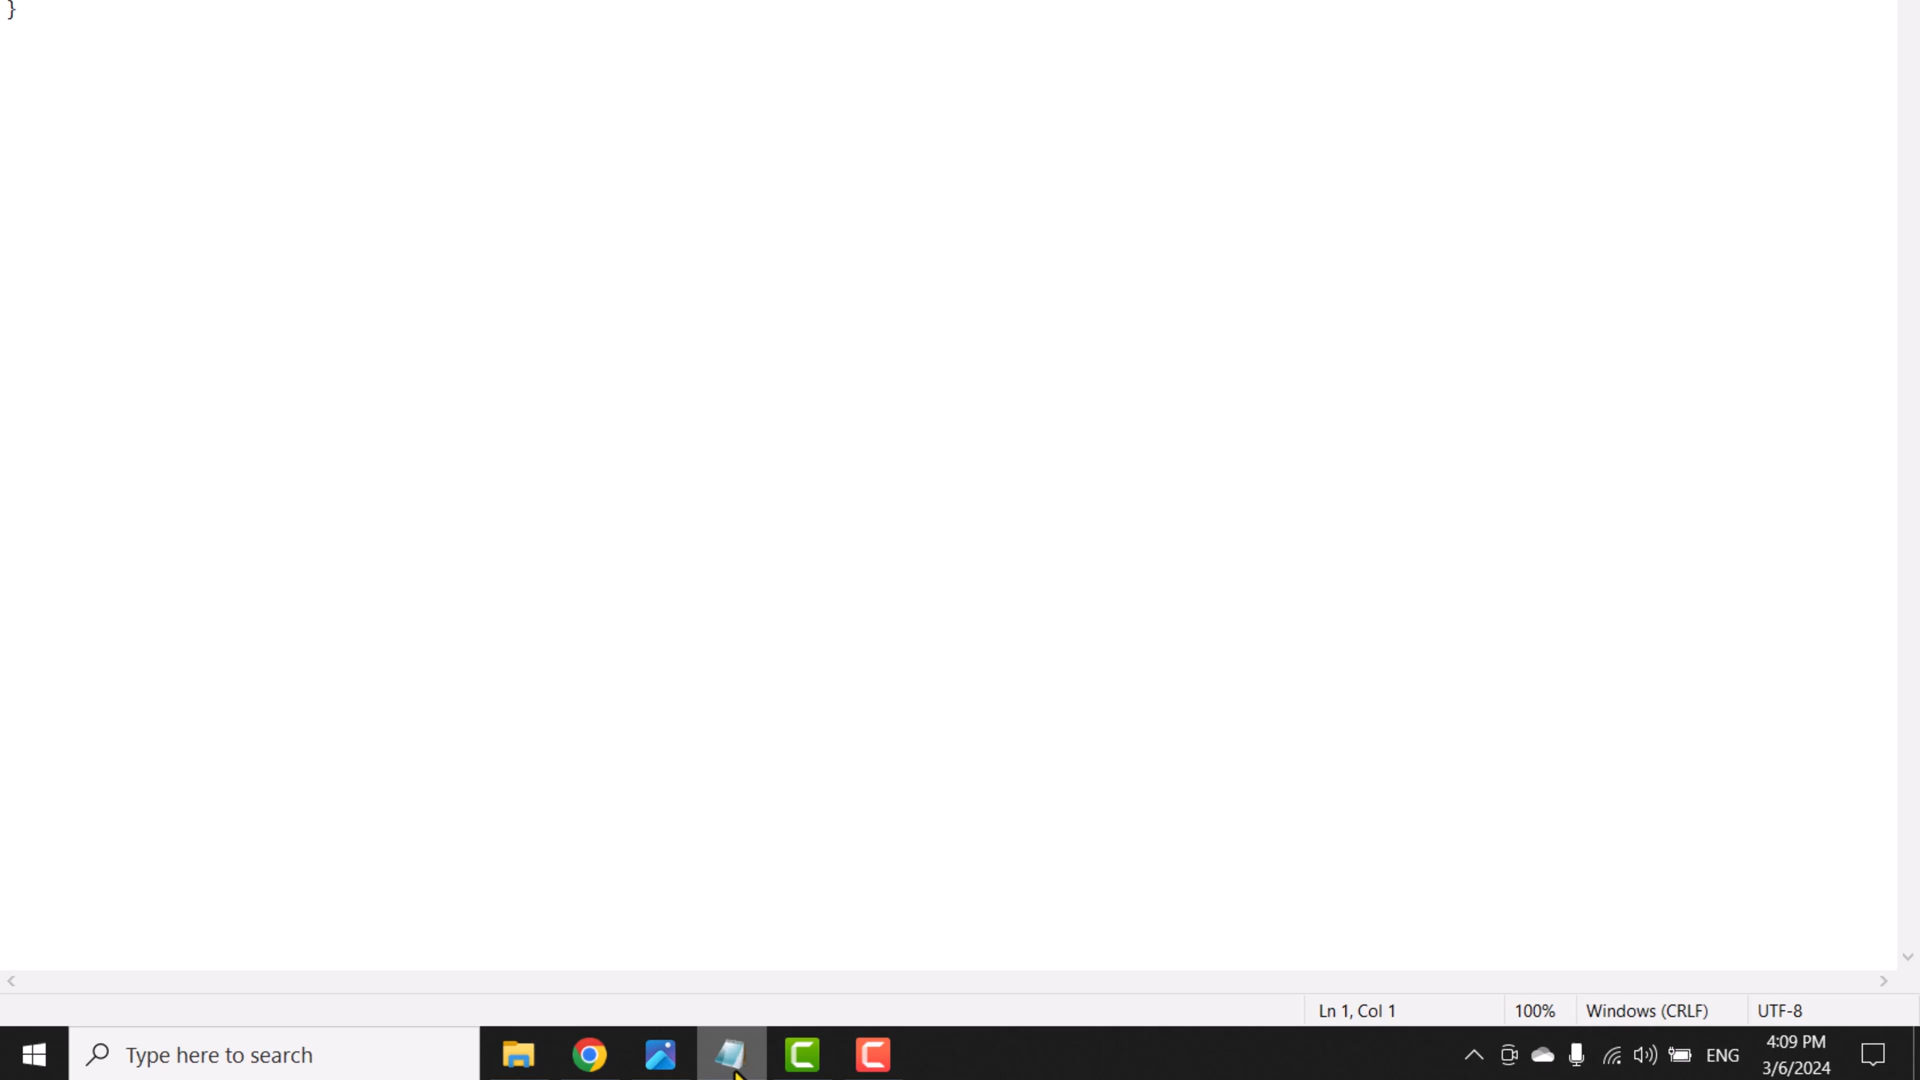 }
Ln 1, Col 1
100%
Windows (CRLF)
UTF-8
Type here to search
ENG
4:09 PM
3/6/2024